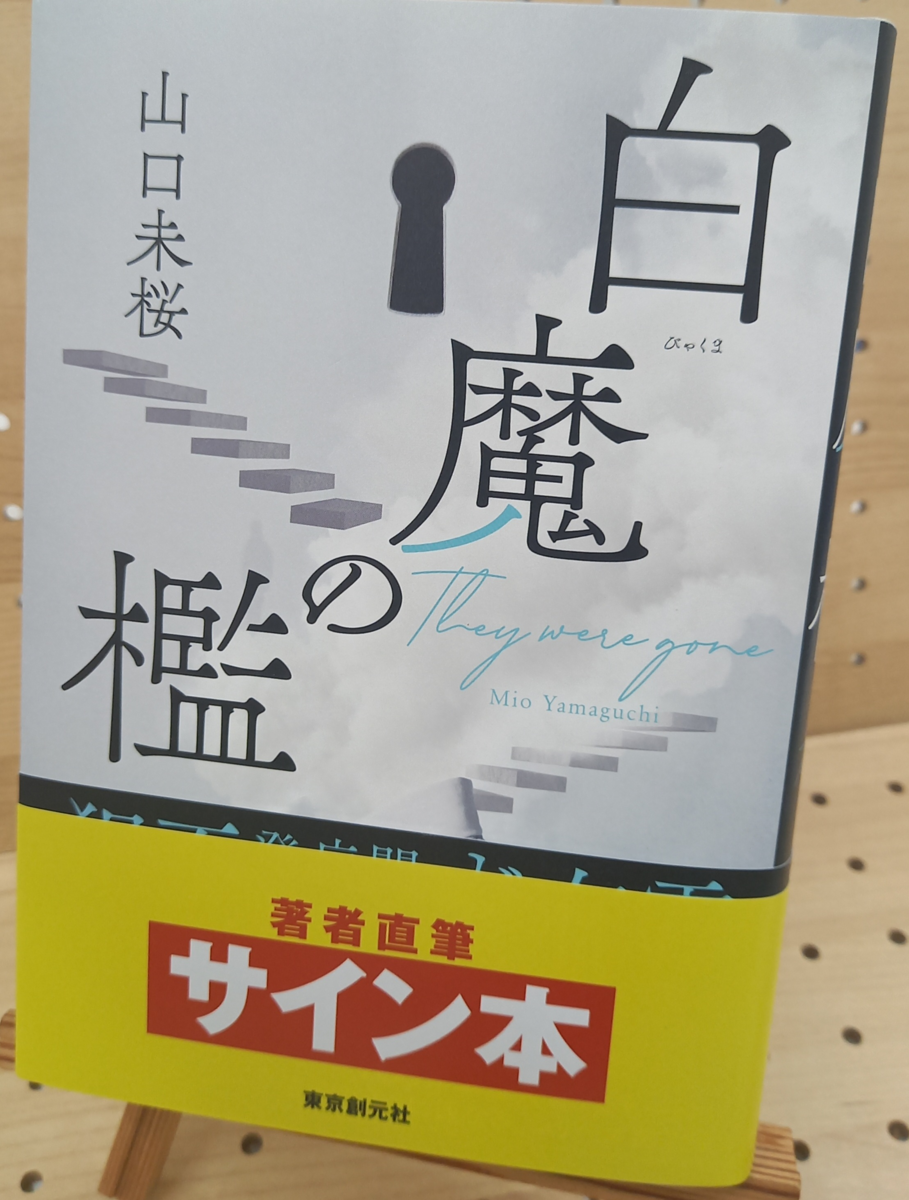 白魔の檻
びゃくま
山口未桜
They were gone
Mio Yamaguchi
著者直筆
サイン本
東京創元社